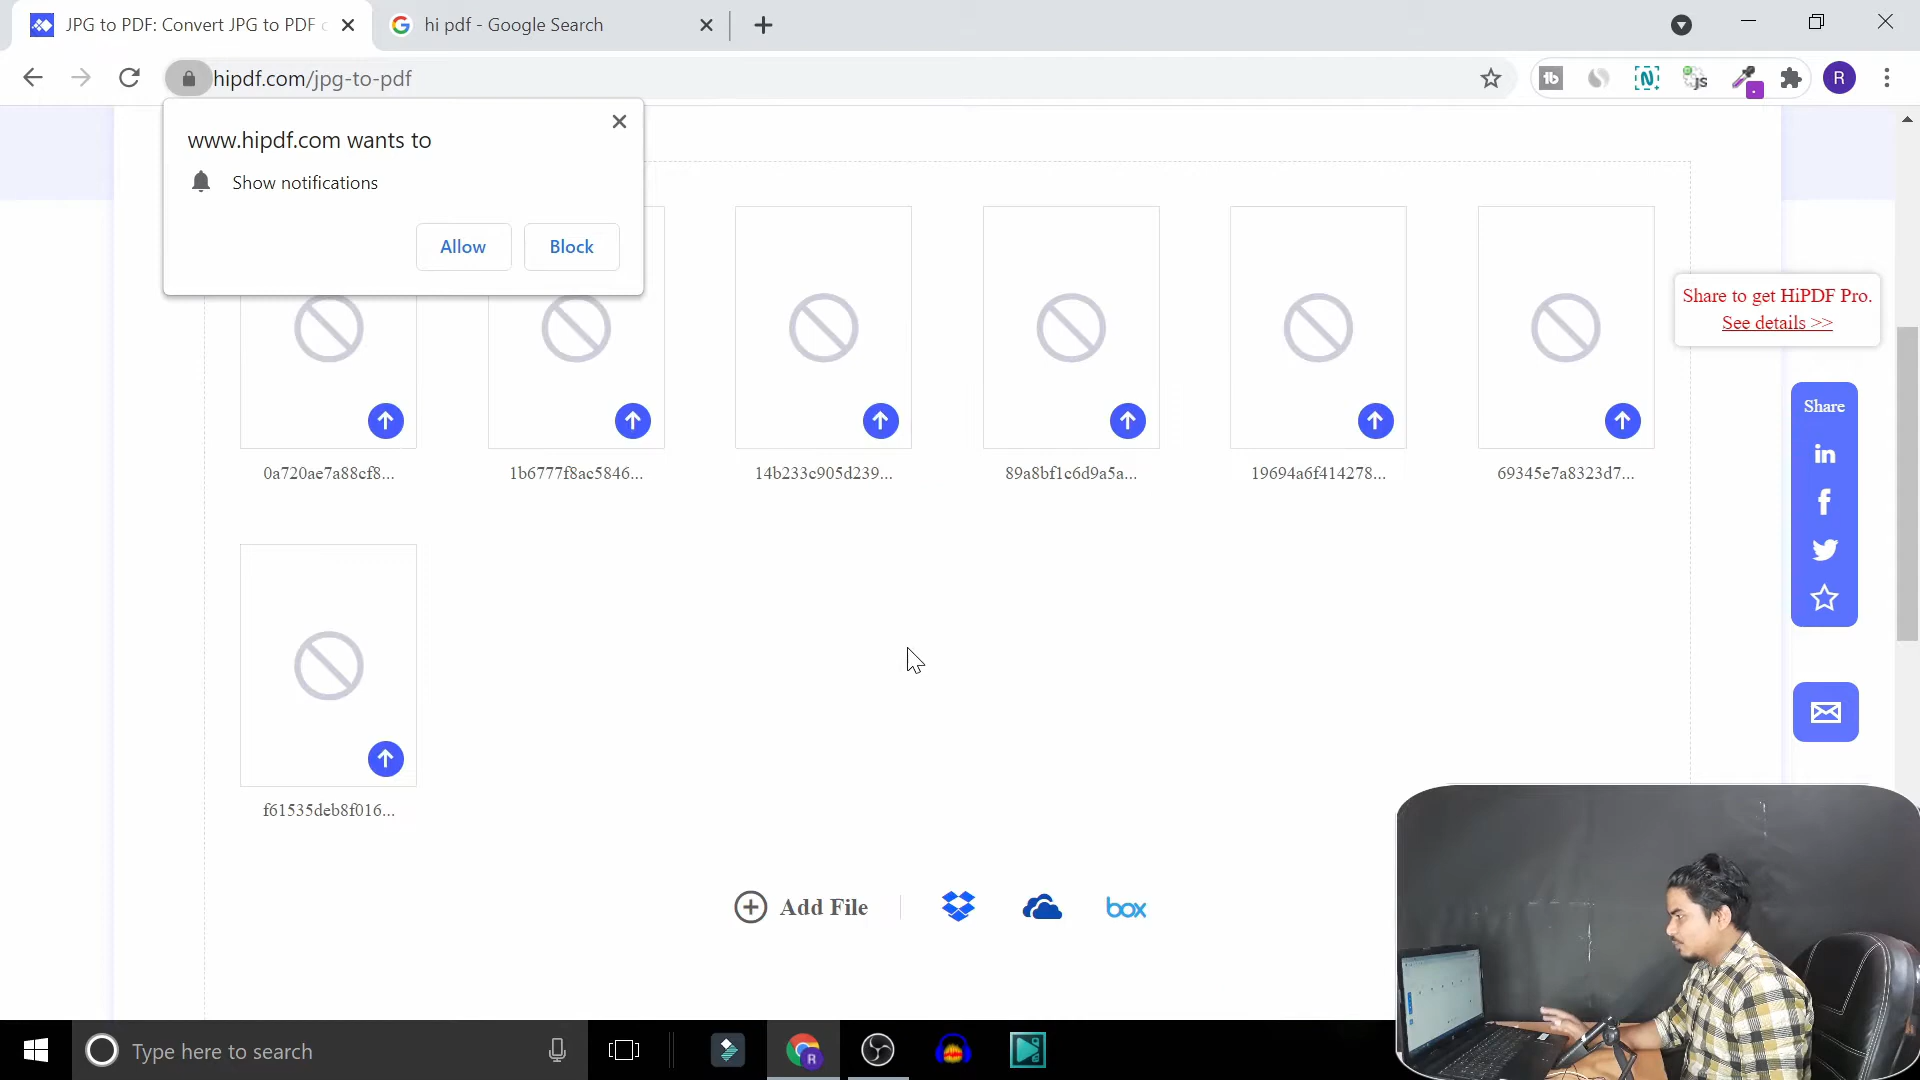 JPG to PDF: Convert JPG to PDF
hi pdf - Google Search
hipdf.com/jpg-to-pdf
R
js
www.hipdf.com wants to
Show notifications
Allow
Block
Share to get HiPDF Pro.
See details >>
Share
in
f
0a720ae7a88cf8...
1b6777f8ac5846...
14b233c905d239...
89a8bf1c6d9a5a...
19694a6f414278...
69345e7a8323d7...
f61535deb8f016...
Add File
box
Type here to search
R